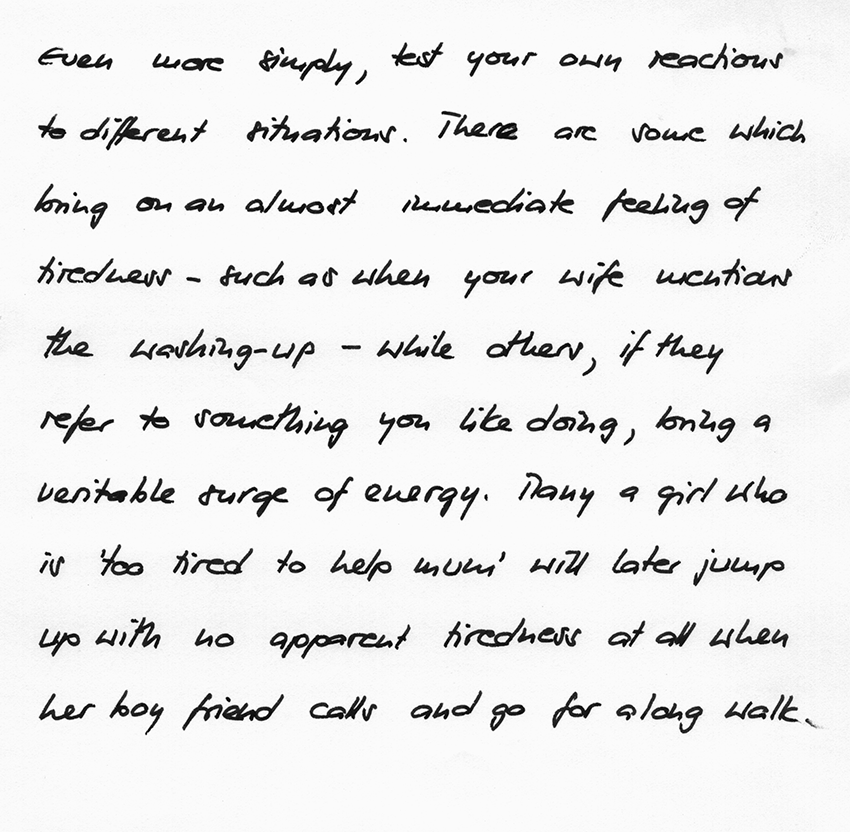 Even more simply, test your own reactions
to different situations. There are some which
bring on an almost immediate feeling of
tiredness - such as when your wife mentions
the washing-up - while others, if they
refer to something you like doing, bring a
veritable surge of energy. Many a girl who
is 'too tired to help mum' will later jump
up with no apparent tiredness at all when
her boy friend calls and go for a long walk.